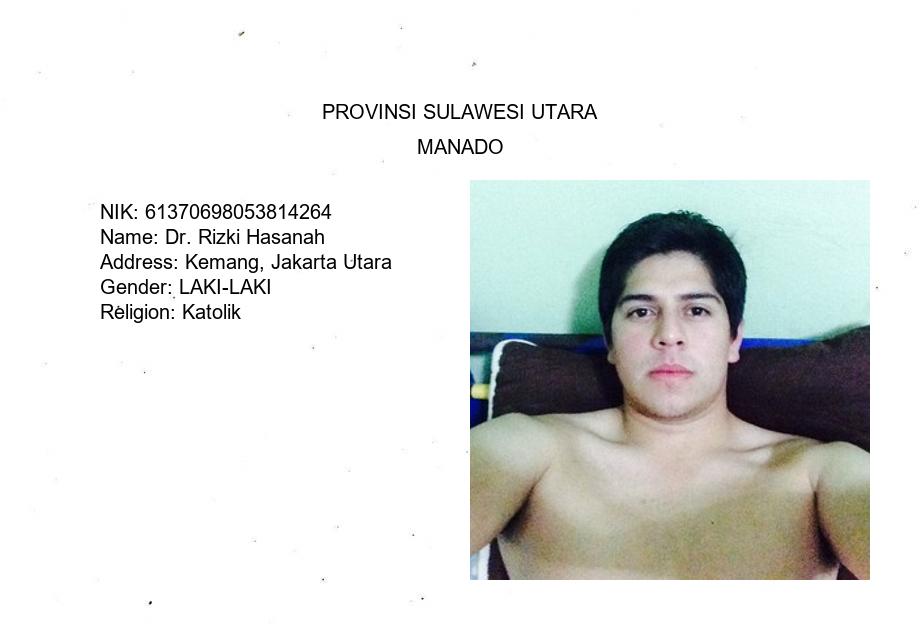 PROVINSI SULAWESI UTARA
MANADO
NIK: 61370698053814264
Name: Dr. Rizki Hasanah
Address: Kemang, Jakarta Utara
Gender: LAKI-LAKI
Religion: Katolik